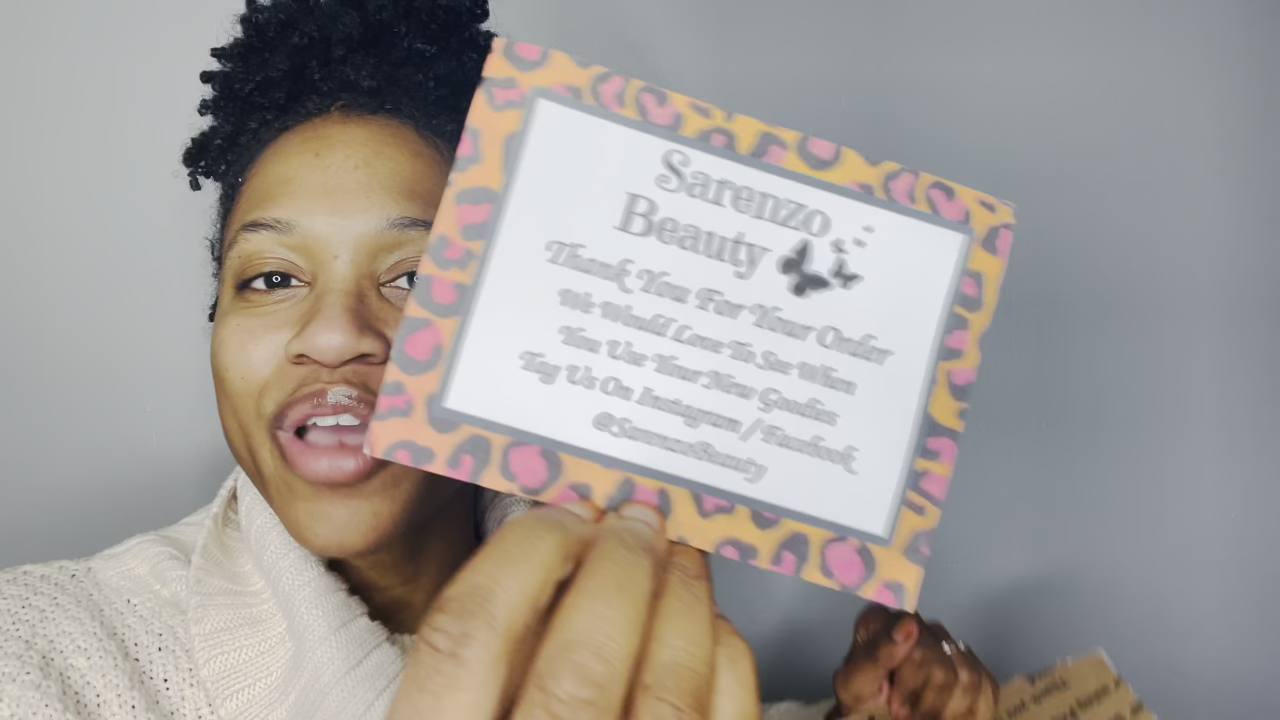 Sarenzo
Beauty
Thank You For Your Order
We Would Love To See When
You Use Your New Goodies
Tag Us On Instagram / Facebook
@SarenzoBeauty